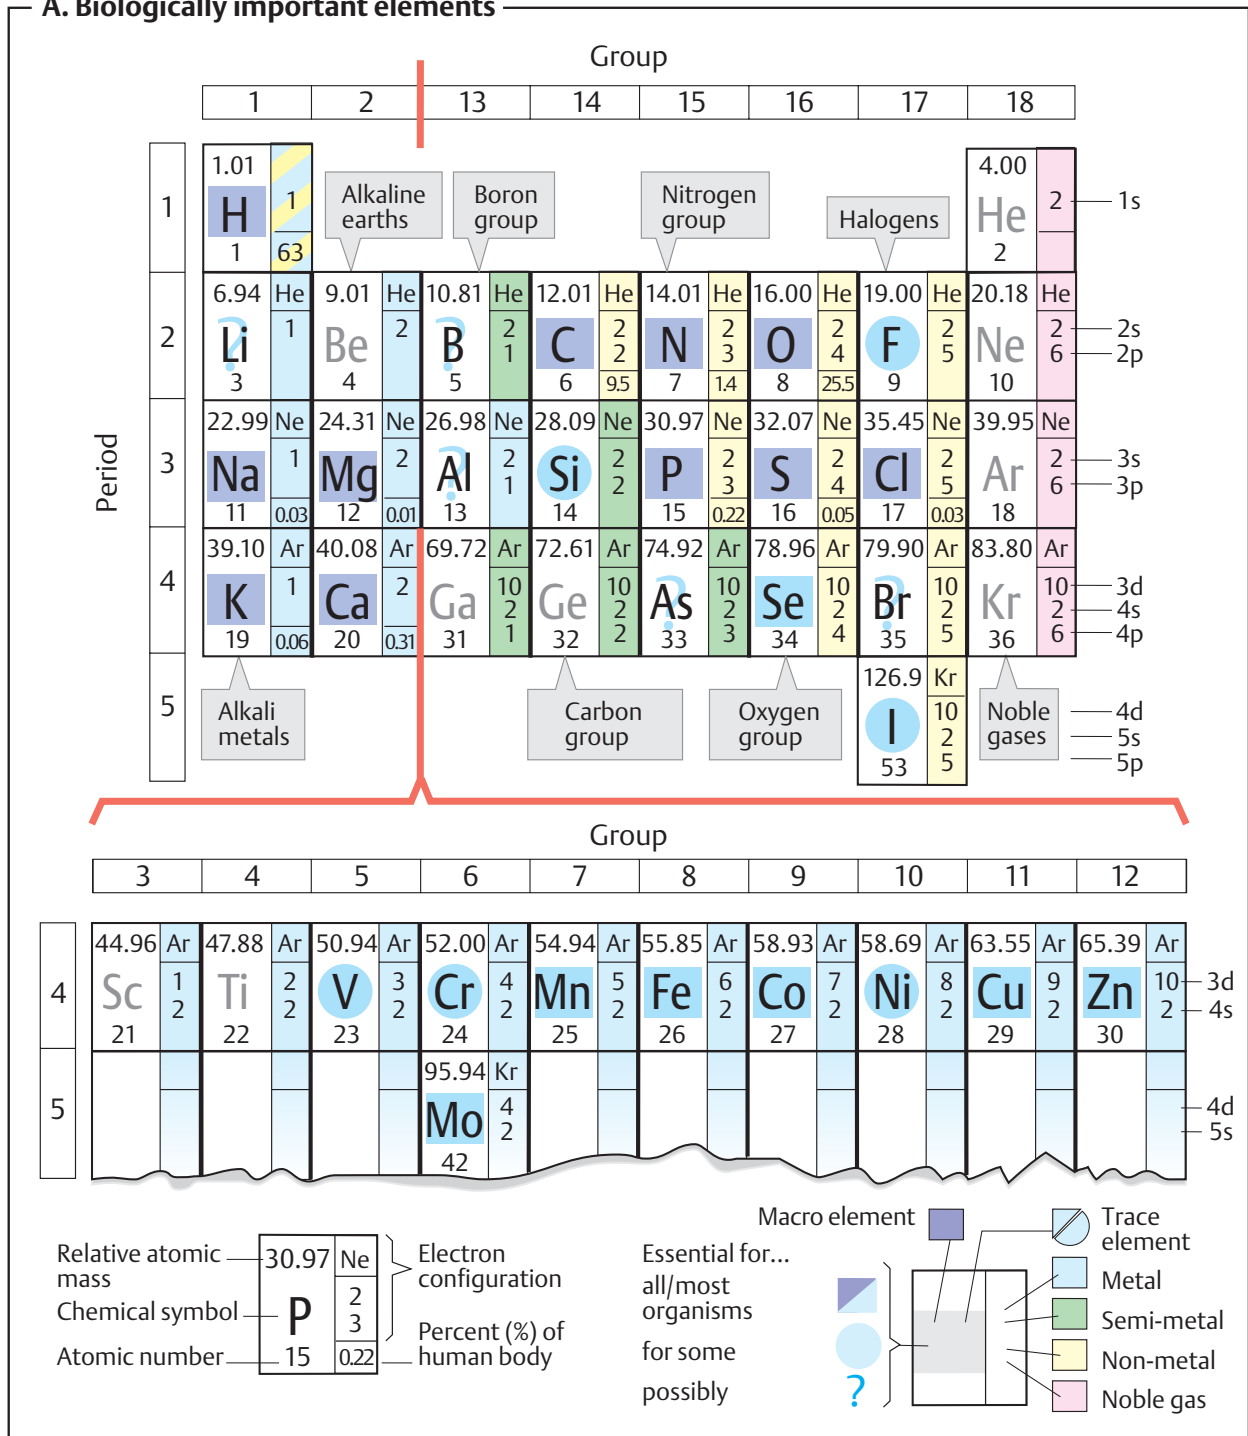 A. Biologically important elements
Group
1 2 13 14 15 16 17 18
Period
1
1.01 H 1 1 63
Alkaline earths
Boron group
Nitrogen group
Halogens
4.00 He 2 2
1s
2
6.94 He Li ? 3 1
9.01 He Be 4 2
10.81 He B ? 5 2 1
12.01 He C 6 2 2 9.5
14.01 He N 7 2 3 1.4
16.00 He O 8 2 4 25.5
19.00 He F 9 2 5
20.18 He Ne 10 2 6
2s
2p
3
22.99 Ne Na 11 1 0.03
24.31 Ne Mg 12 2 0.01
26.98 Ne Al ? 13 2 1
28.09 Ne Si 14 2 2
30.97 Ne P 15 2 3 0.22
32.07 Ne S 16 2 4 0.05
35.45 Ne Cl 17 2 5 0.03
39.95 Ne Ar 18 2 6
3s
3p
4
39.10 Ar K 19 1 0.06
40.08 Ar Ca 20 2 0.31
69.72 Ar Ga 31 10 2 1
72.61 Ar Ge 32 10 2 2
74.92 Ar As ? 33 10 2 3
78.96 Ar Se 34 10 2 4
79.90 Ar Br ? 35 10 2 5
83.80 Ar Kr 36 10 2 6
3d
4s
4p
5
Alkali metals
Carbon group
Oxygen group
126.9 Kr I 53 10 2 5
Noble gases
4d
5s
5p
Group
3 4 5 6 7 8 9 10 11 12
4
44.96 Ar Sc 21 1 2
47.88 Ar Ti 22 2 2
50.94 Ar V 23 3 2
52.00 Ar Cr 24 4 2
54.94 Ar Mn 25 5 2
55.85 Ar Fe 26 6 2
58.93 Ar Co 27 7 2
58.69 Ar Ni 28 8 2
63.55 Ar Cu 29 9 2
65.39 Ar Zn 30 10 2
3d
4s
5
95.94 Kr Mo 42 4 2
4d
5s
Relative atomic
mass
Chemical symbol
Atomic number
30.97 Ne
P 2 3
15 0.22
Electron
configuration
Percent (%) of
human body
Macro element
Essential for...
all/most
organisms
for some
possibly ?
Trace
element
Metal
Semi-metal
Non-metal
Noble gas